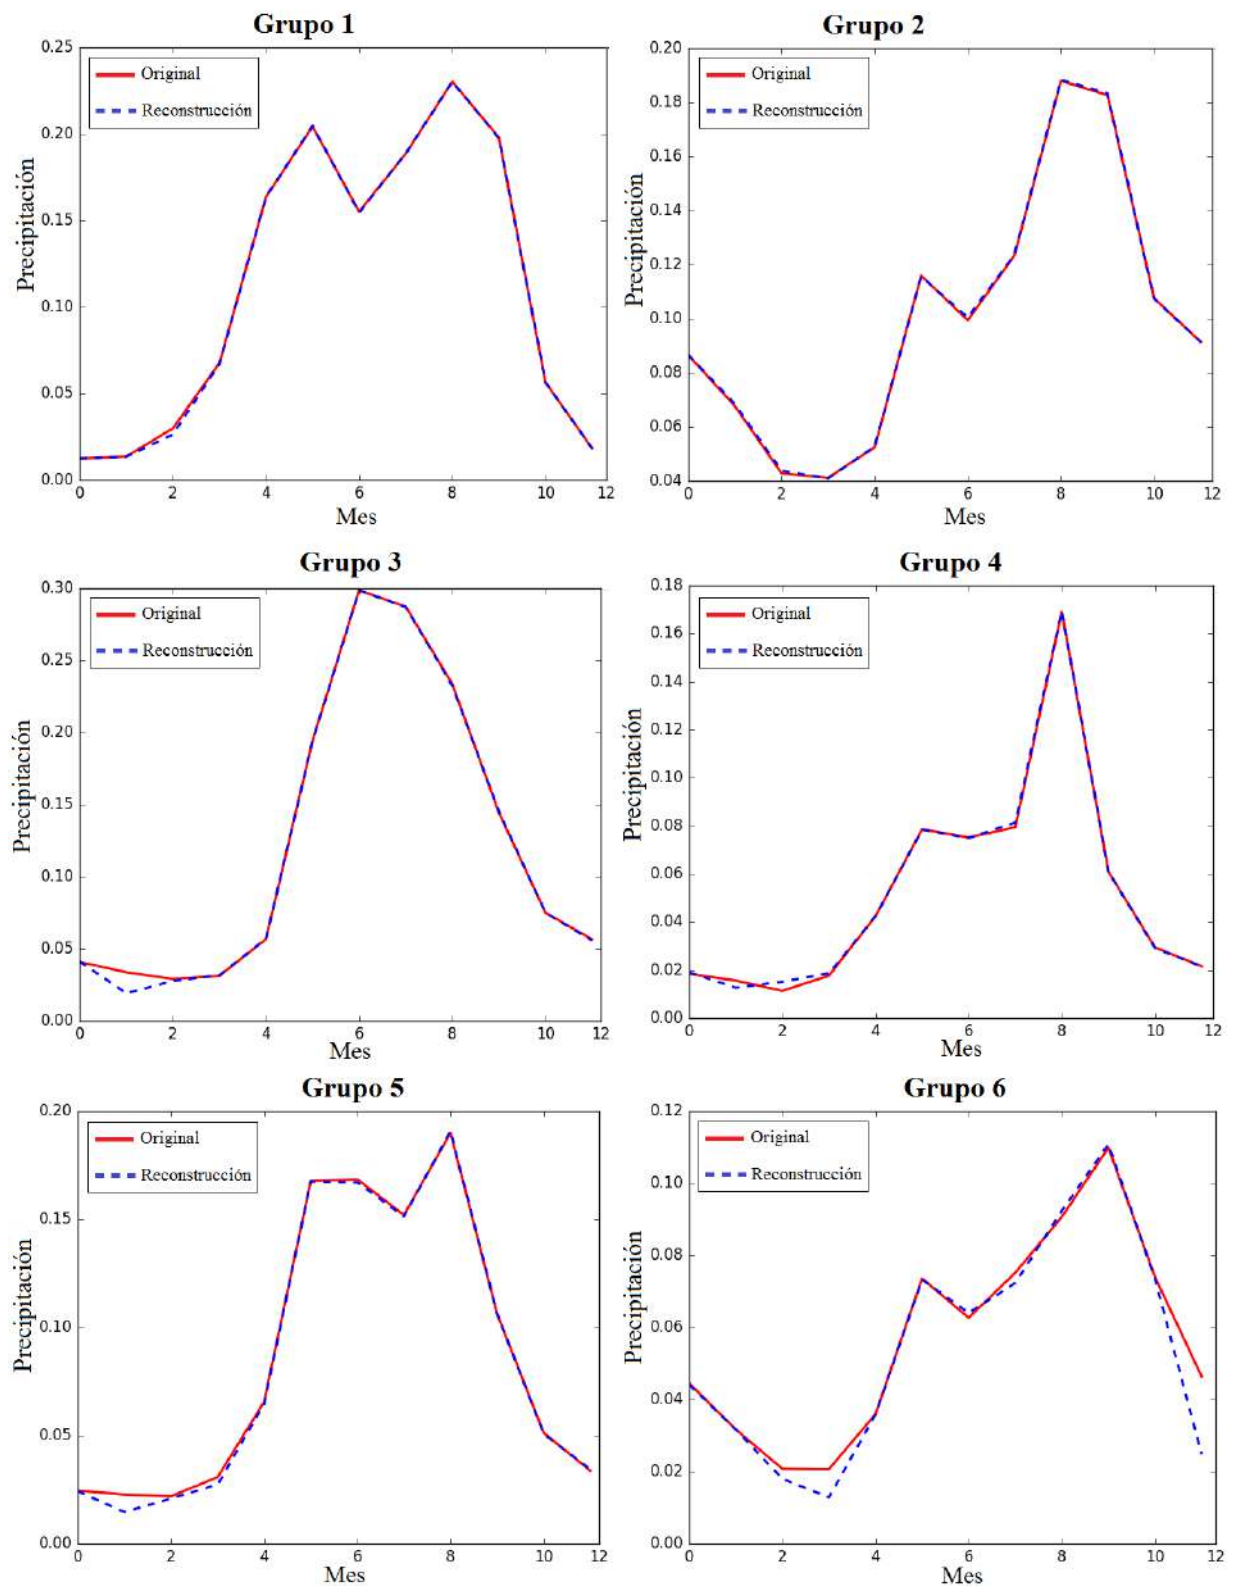 Grupo 1
0.25
0.20
0.15
0.10
0.05
0.00
Original
Reconstrucción
Precipitación
0 2 4 6 8 10 12
Mes
Grupo 2
0.20
0.18
0.16
0.14
0.12
0.10
0.08
0.06
0.04
Original
Reconstrucción
Precipitación
0 2 4 6 8 10 12
Mes
Grupo 3
0.30
0.25
0.20
0.15
0.10
0.05
0.00
Original
Reconstrucción
Precipitación
0 2 4 6 8 10 12
Mes
Grupo 4
0.18
0.16
0.14
0.12
0.10
0.08
0.06
0.04
0.02
0.00
Original
Reconstrucción
Precipitación
0 2 4 6 8 10 12
Mes
Grupo 5
0.20
0.15
0.10
0.05
0.00
Original
Reconstrucción
Precipitación
0 2 4 6 8 10 12
Mes
Grupo 6
0.12
0.10
0.08
0.06
0.04
0.02
0.00
Original
Reconstrucción
Precipitación
0 2 4 6 8 10 12
Mes